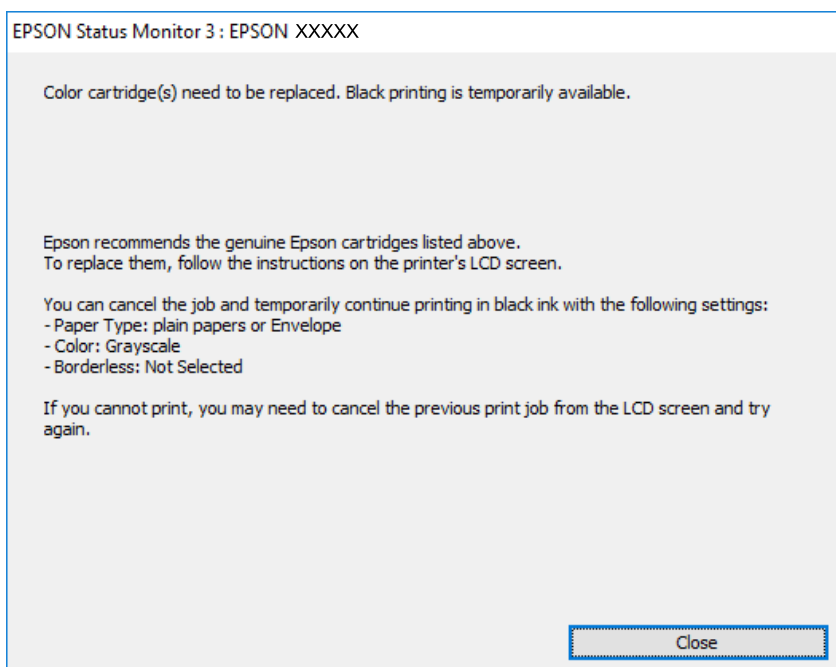 EPSON Status Monitor 3 : EPSON XXXXX
Color cartridge(s) need to be replaced. Black printing is temporarily available.
Epson recommends the genuine Epson cartridges listed above.
To replace them, follow the instructions on the printer's LCD screen.
You can cancel the job and temporarily continue printing in black ink with the following settings:
- Paper Type: plain papers or Envelope
- Color: Grayscale
- Borderless: Not Selected
If you cannot print, you may need to cancel the previous print job from the LCD screen and try
again.
Close